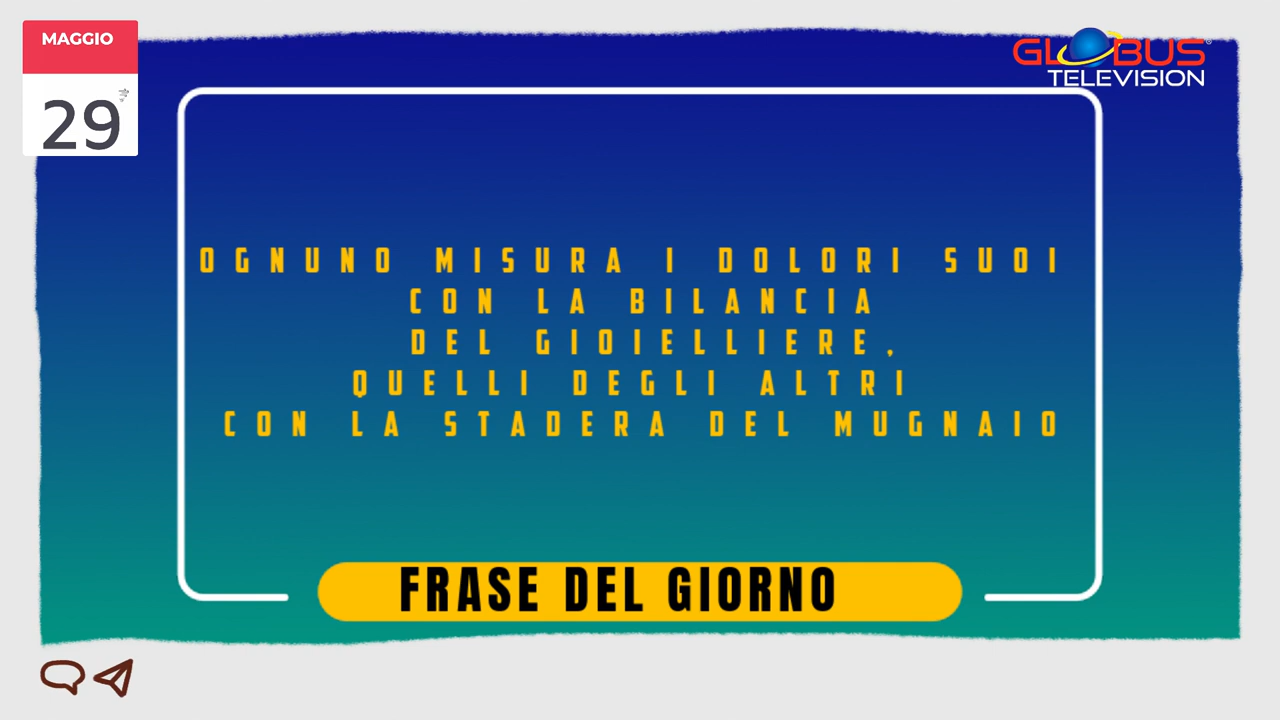 MAGGIO
29
GLOBUS
TELEVISION
OGNUNO MISURA I DOLORI SUOI
CON LA BILANCIA
DEL GIOIELLIERE,
QUELLI DEGLI ALTRI
CON LA STADERA DEL MUGNAIO
FRASE DEL GIORNO